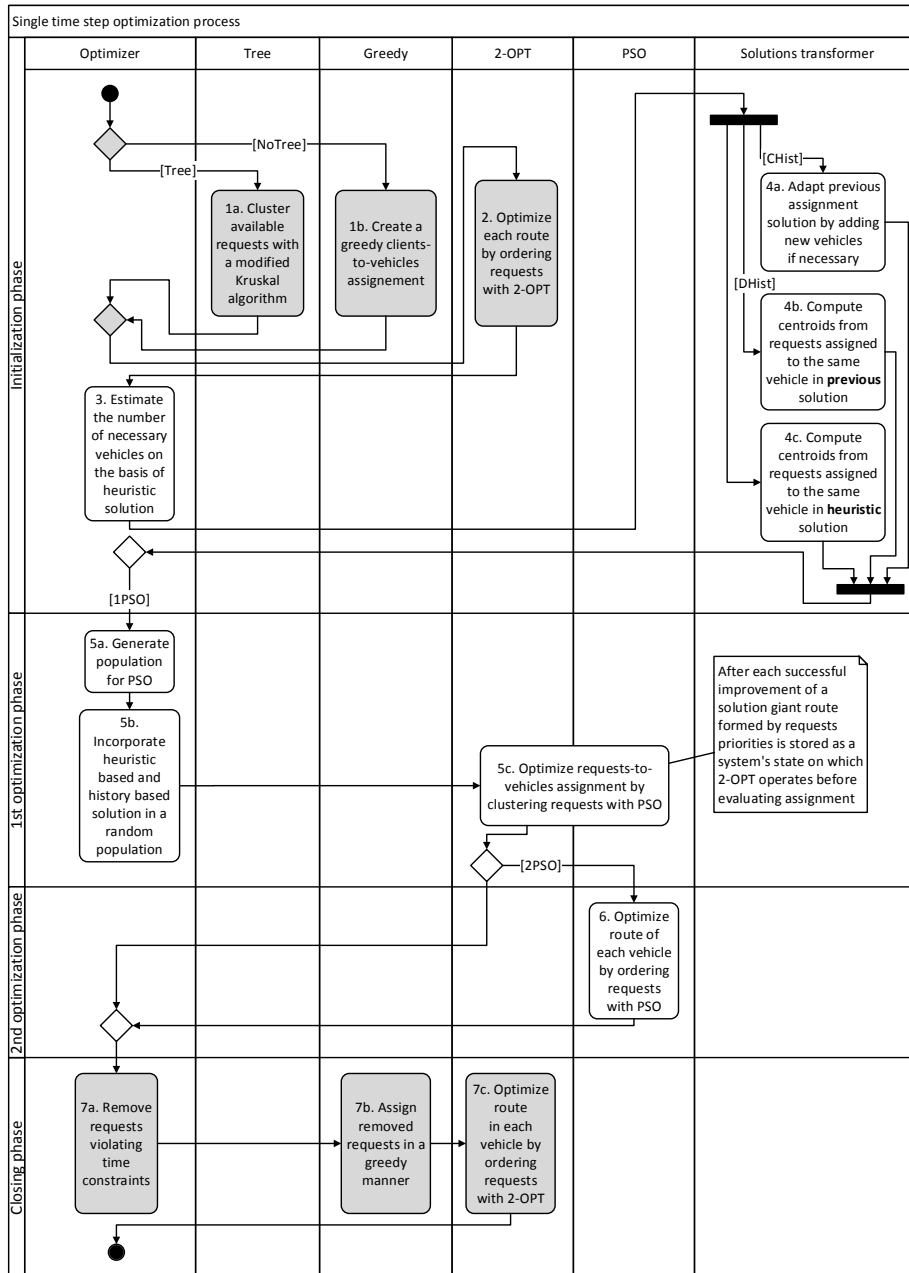 Single time step optimization process
Optimizer
Tree
Greedy
2-OPT
PSO
Solutions transformer
Initialization phase
[NoTree]
[Tree]
[CHist]
1a. Cluster
available
requests with
a modified
Kruskal
algorithm
1b. Create a
greedy clients-
to-vehicles
assignement
2. Optimize
each route
by ordering
requests
with 2-OPT
4a. Adapt previous
assignment
solution by adding
new vehicles
if necessary
[DHist]
4b. Compute
centroids from
requests assigned
to the same
vehicle in previous
solution
3. Estimate
the number
of necessary
vehicles on
the basis of
heuristic
solution
4c. Compute
centroids from
requests assigned
to the same
vehicle in heuristic
solution
[1PSO]
1st optimization phase
5a. Generate
population
for PSO
5b.
Incorporate
heuristic
based and
history based
solution in a
random
population
5c. Optimize requests-to-
vehicles assignment by
clustering requests with PSO
After each successful
improvement of a
solution giant route
formed by requests
priorities is stored as a
system's state on which
2-OPT operates before
evaluating assignment
[2PSO]
2nd optimization phase
6. Optimize
route of
each vehicle
by ordering
requests
with PSO
Closing phase
7a. Remove
requests
violating
time
constraints
7b. Assign
removed
requests in a
greedy
manner
7c. Optimize
route
in each
vehicle by
ordering
requests
with 2-OPT